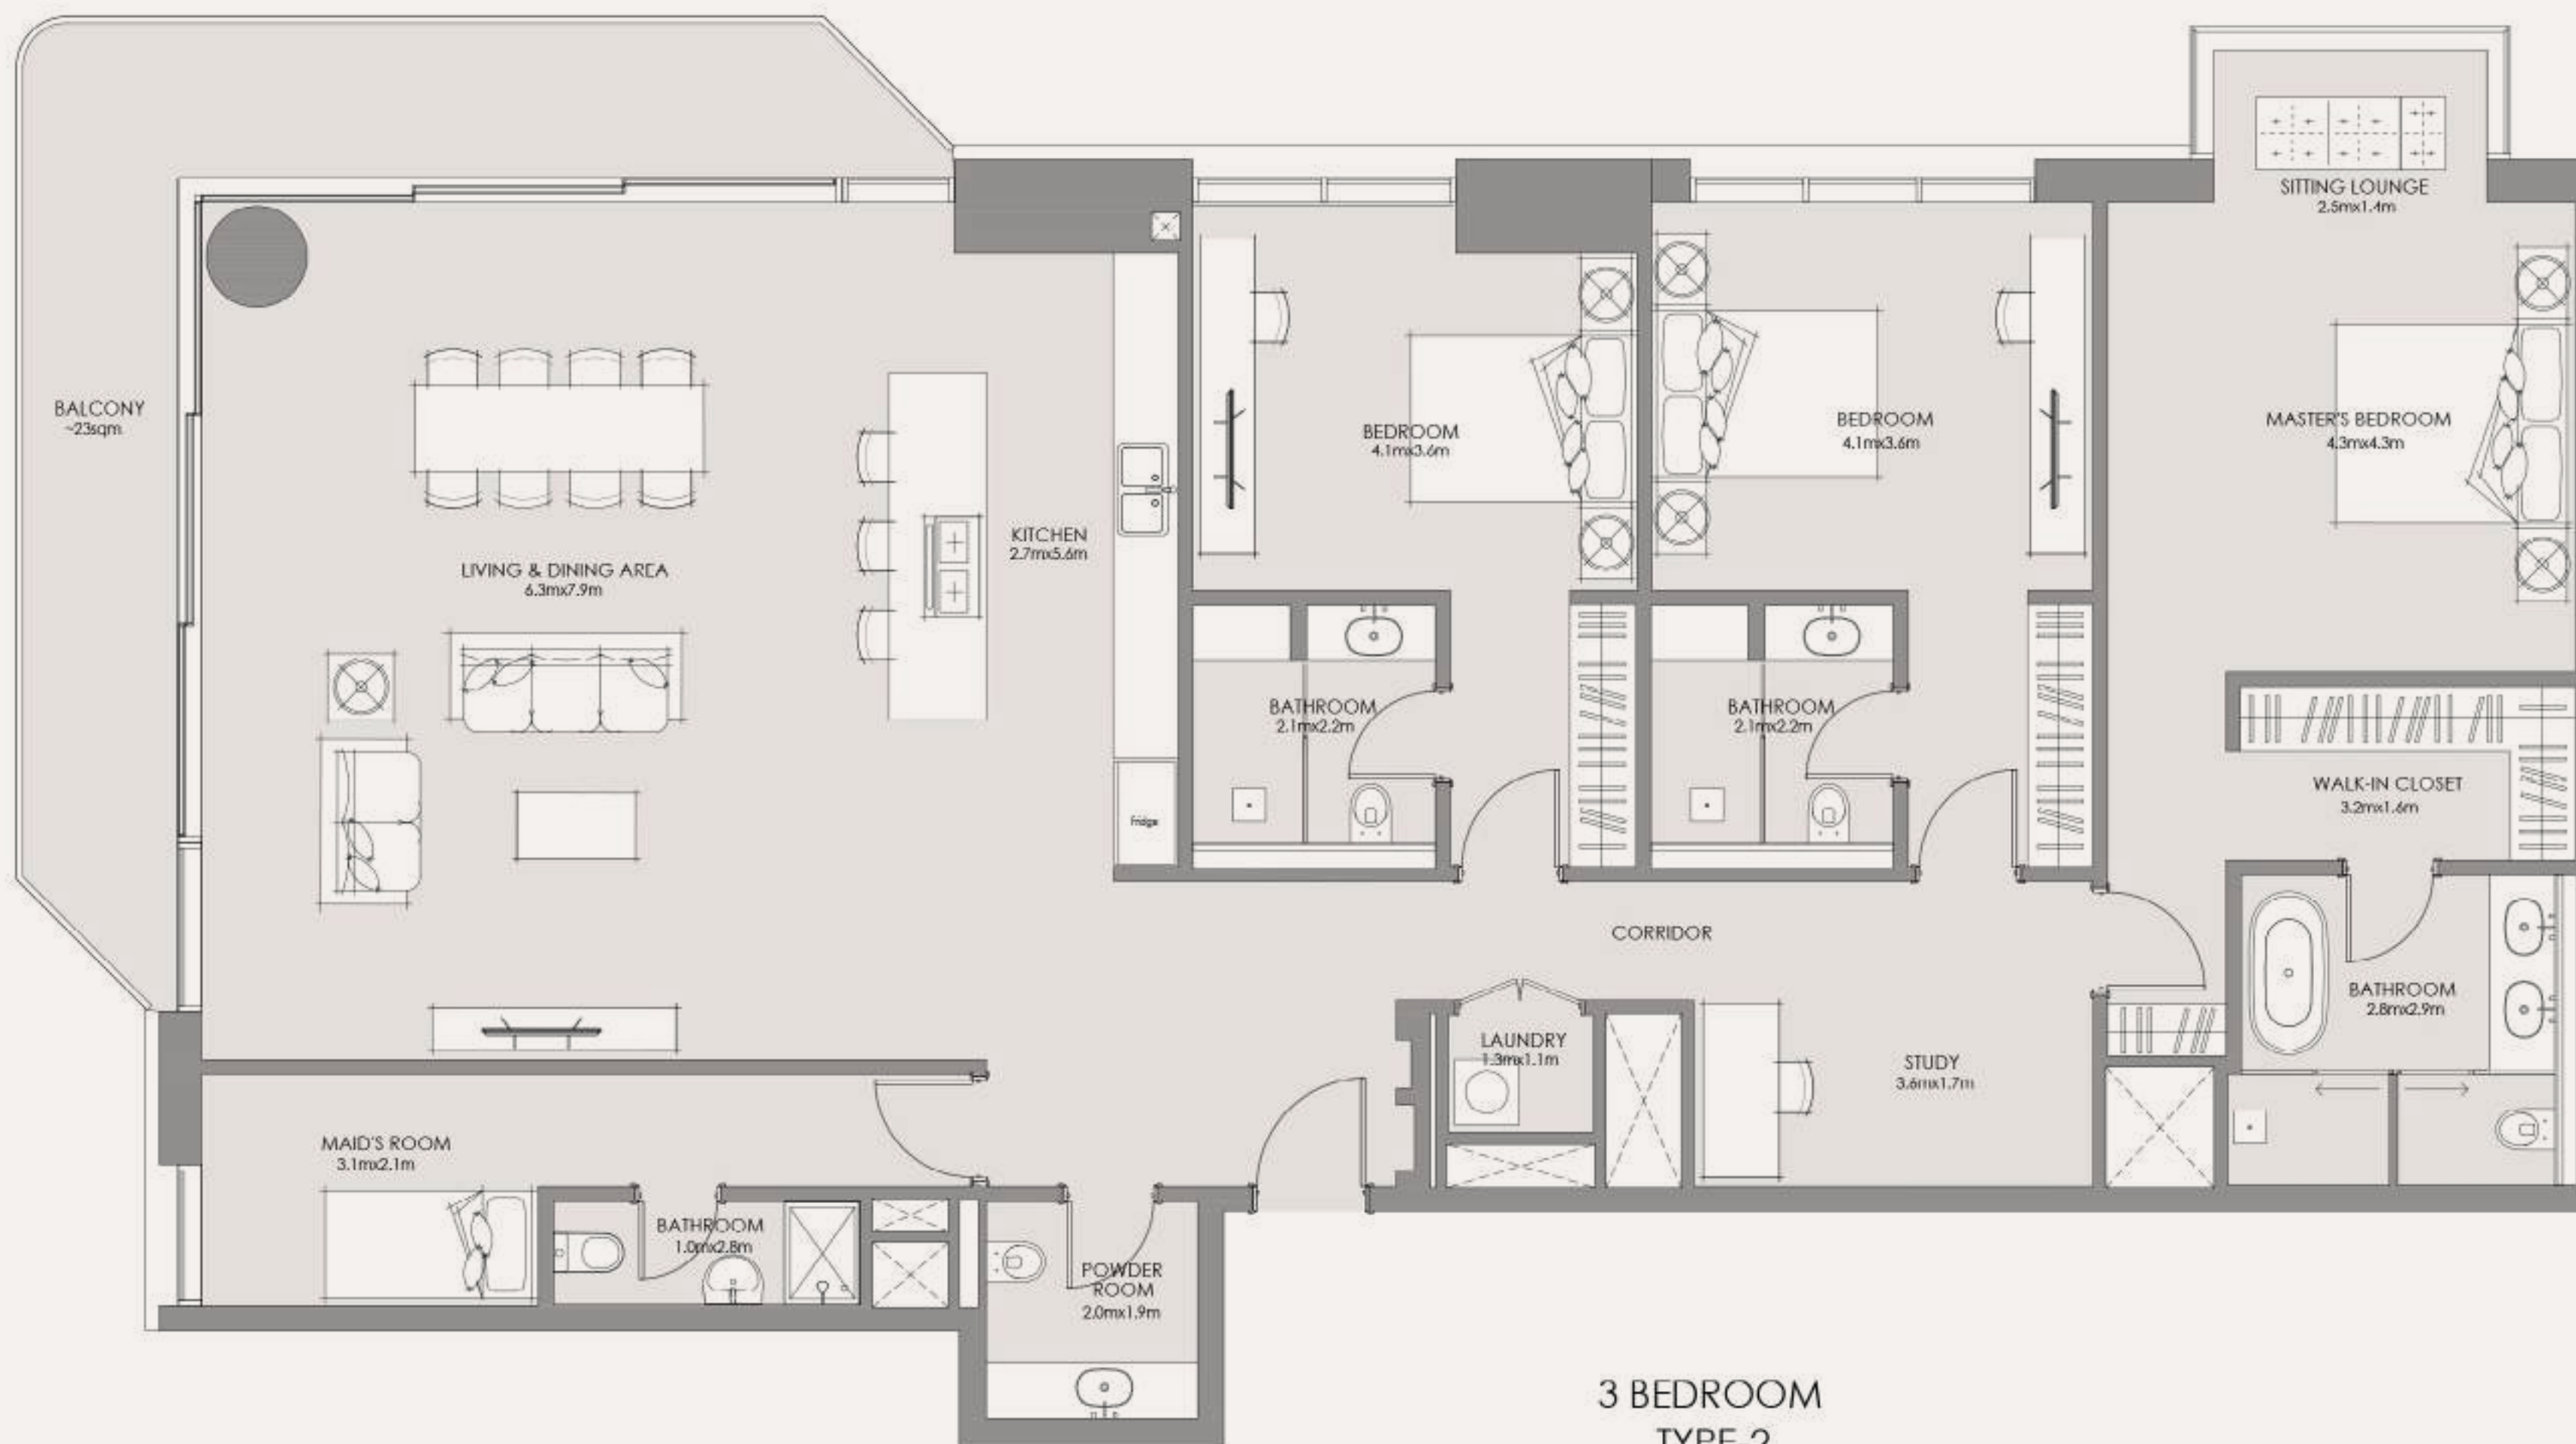 SITTING LOUNGE
2.5mx1.4m
BALCONY
~23sqm
BEDROOM
4.1mx3.6m
BEDROOM
4.1mx3.6m
MASTER'S BEDROOM
4.3mx4.3m
KITCHEN
2.7mx5.6m
LIVING & DINING AREA
6.3mx7.9m
BATHROOM
2.1mx2.2m
BATHROOM
2.1mx2.2m
WALK-IN CLOSET
3.2mx1.6m
fridge
CORRIDOR
BATHROOM
2.8mx2.9m
LAUNDRY
1.3mx1.1m
STUDY
3.6mx1.7m
MAID'S ROOM
3.1mx2.1m
BATHROOM
1.0mx2.8m
POWDER
ROOM
2.0mx1.9m
3 BEDROOM
TYPE-2